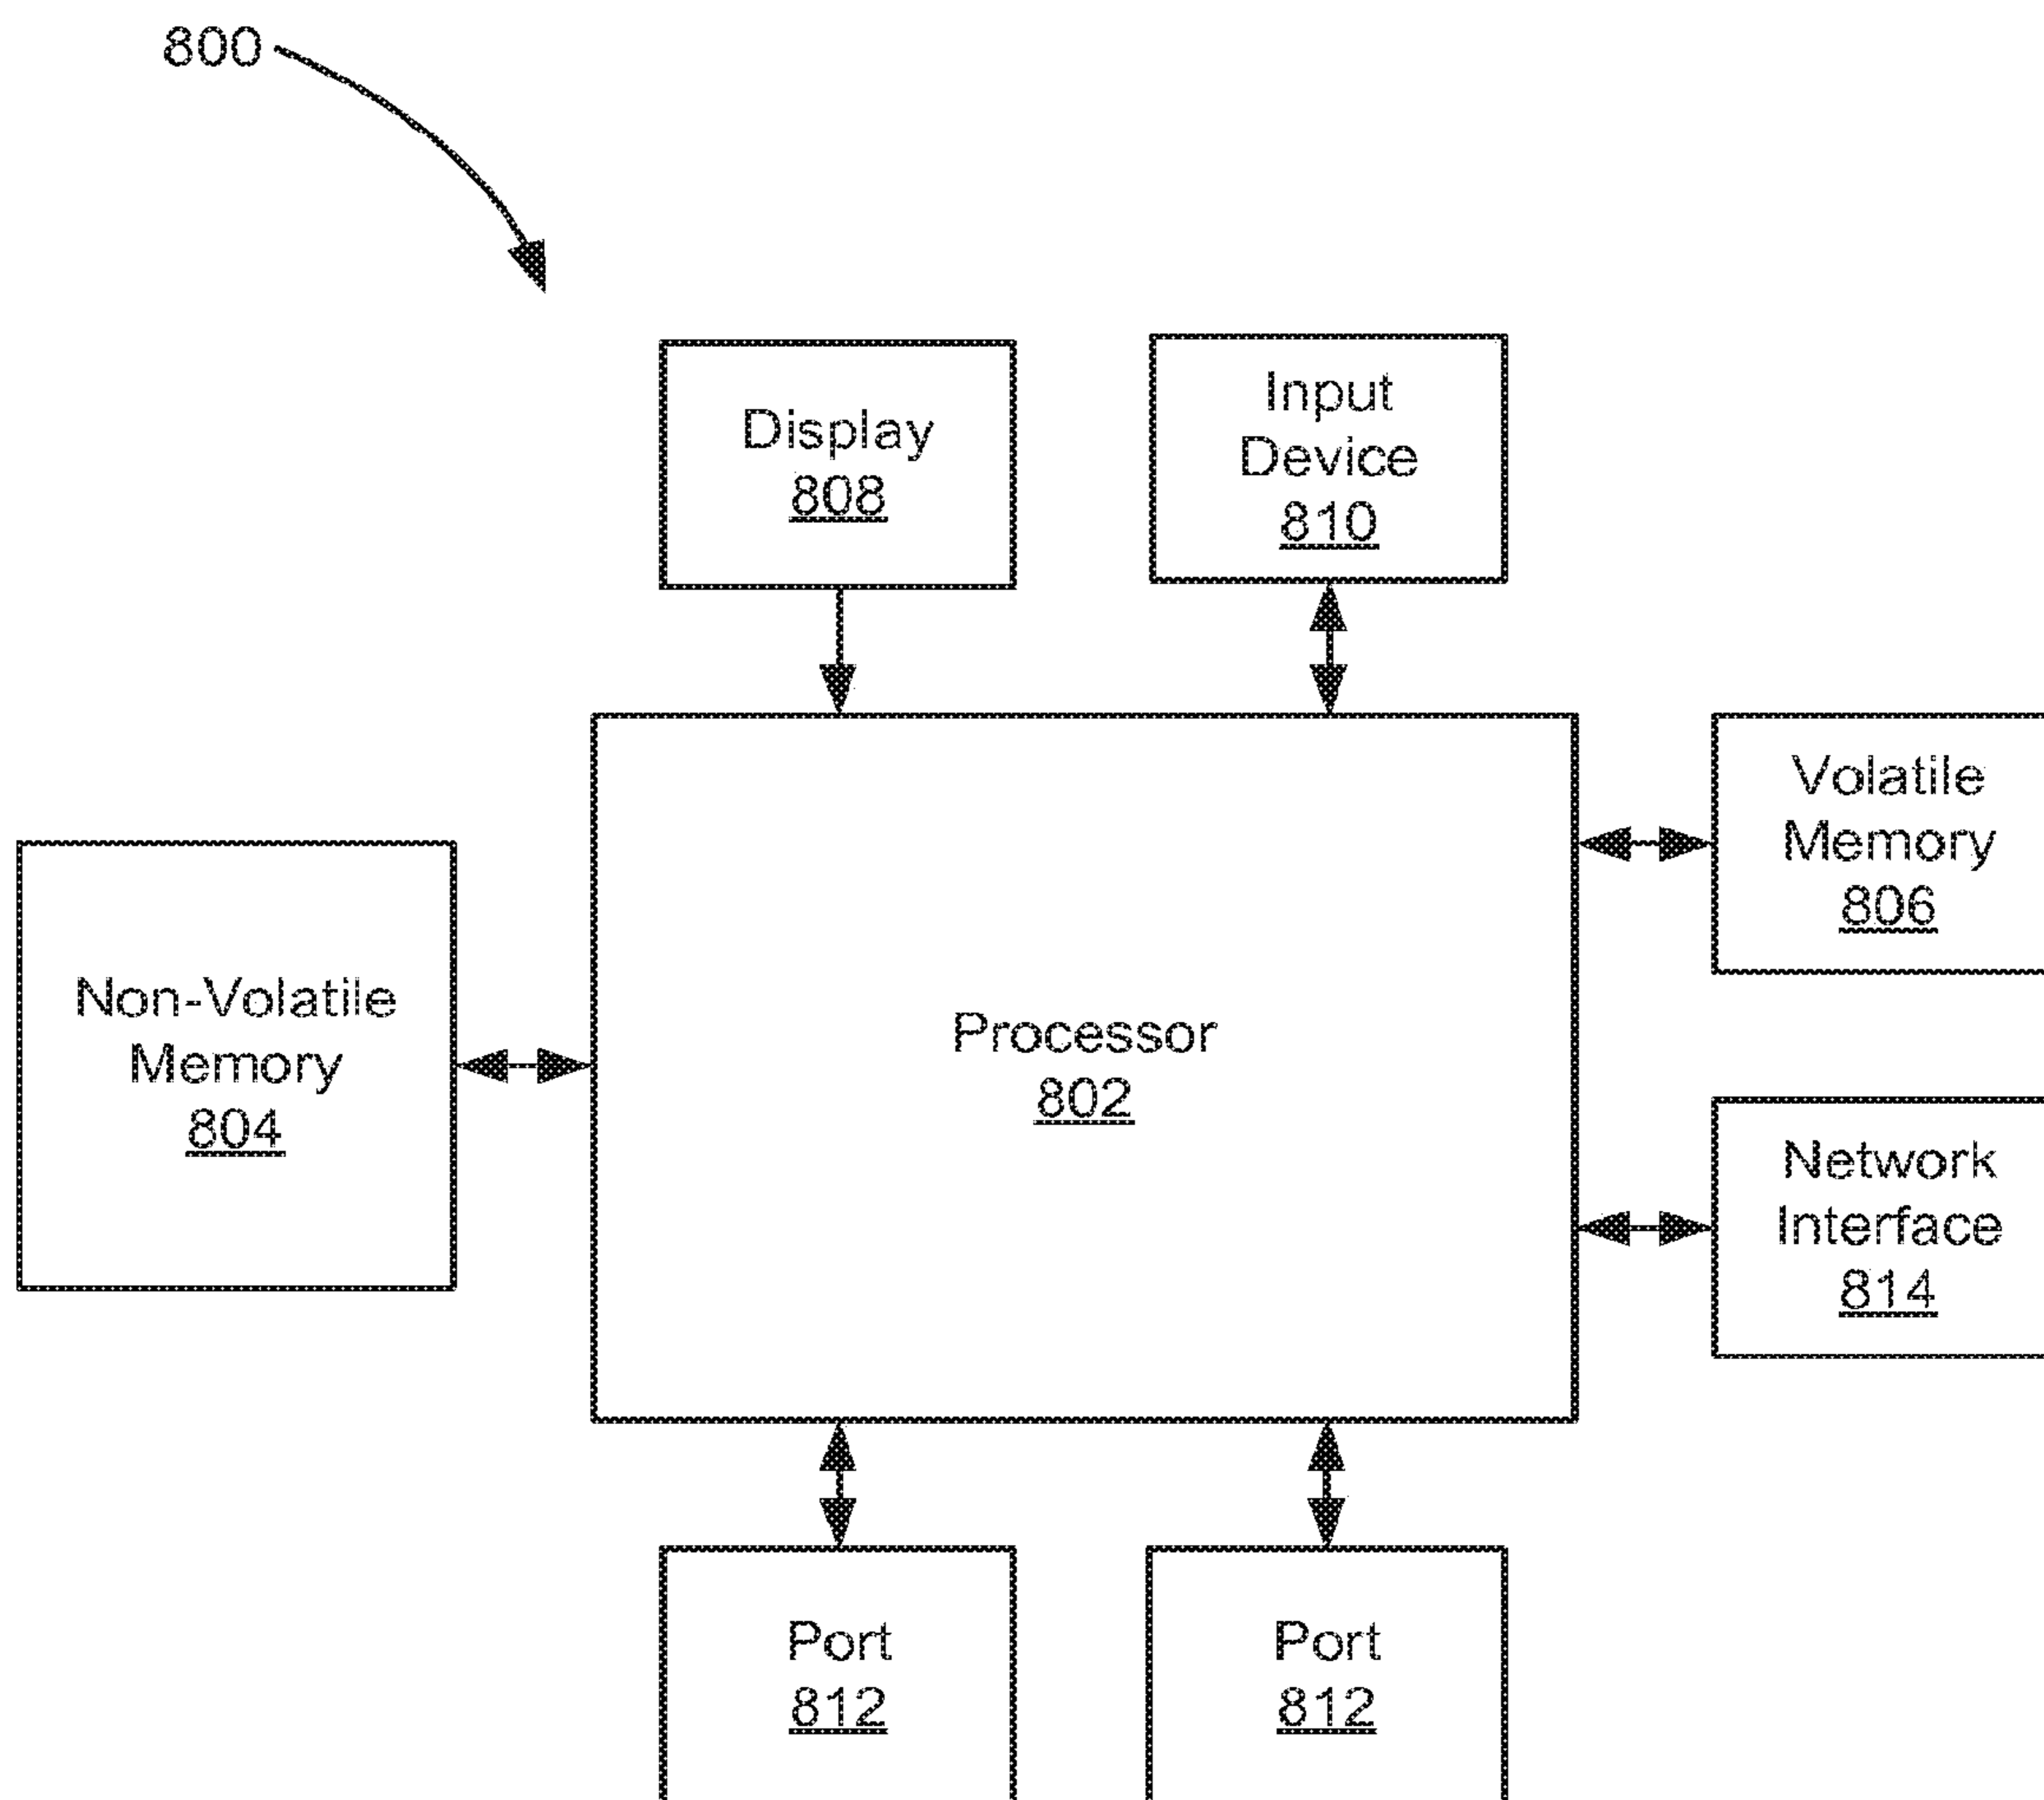 800
Display
808
Input
Device
810
Volatile
Memory
806
Non-Volatile
Memory
804
Processor
802
Network
Interface
814
Port
812
Port
812